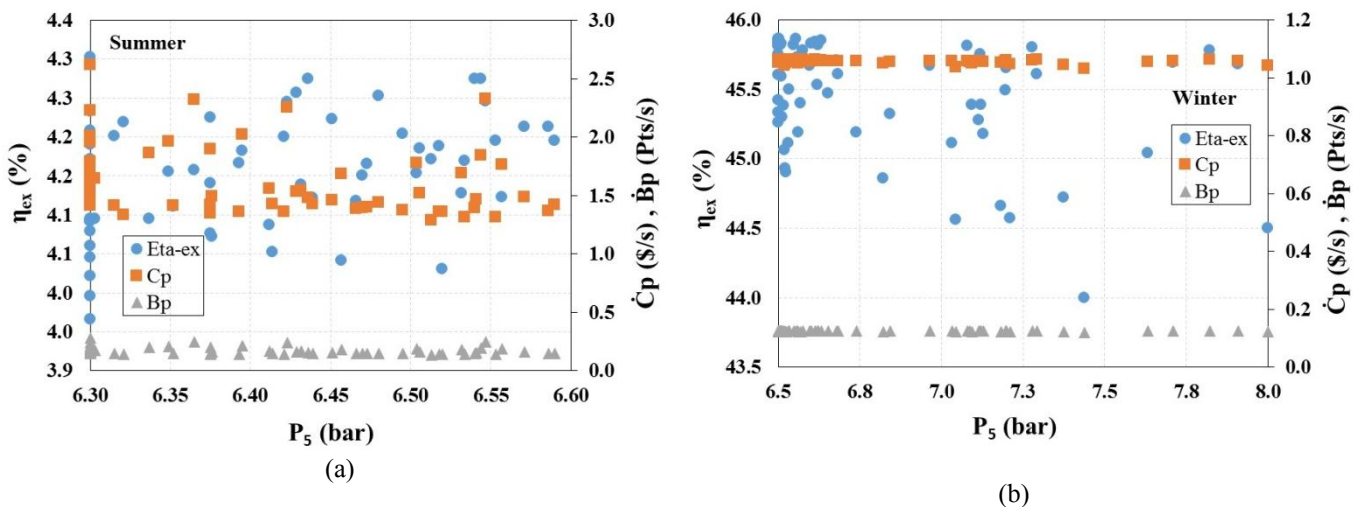 4.4
4.3
4.3
4.2
4.2
4.1
4.1
4.0
4.0
3.9
η_ex (%)
Summer
Eta-ex
Cp
Bp
3.0
2.5
2.0
1.5
1.0
0.5
0.0
Ċp ($/s) , Ḃp (Pts/s)
6.30 6.35 6.40 6.45 6.50 6.55 6.60
P₅ (bar)
(a)
46.0
45.5
45.0
44.5
44.0
43.5
η_ex (%)
Winter
Eta-ex
Cp
Bp
1.2
1.0
0.8
0.6
0.4
0.2
0.0
Ċp ($/s) , Ḃp (Pts/s)
6.5 6.8 7.0 7.3 7.5 7.8 8.0
P₅ (bar)
(b)